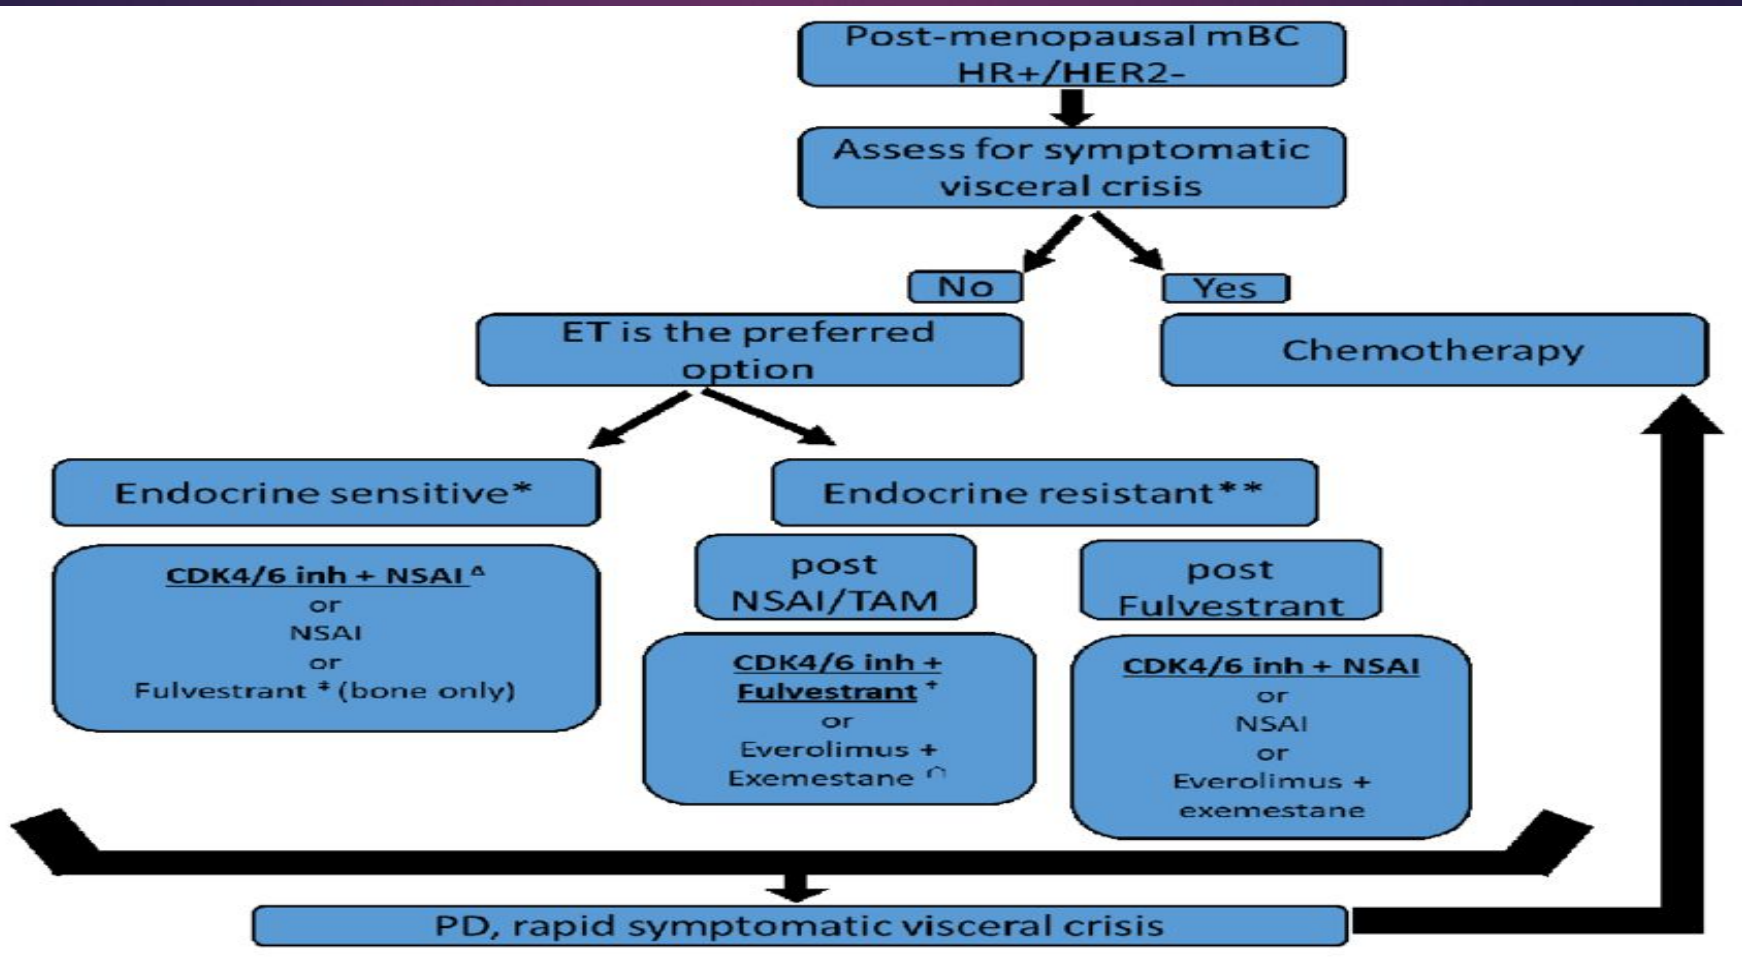 Post-menopausal mBC
HR+/HER2-
Assess for symptomatic
visceral crisis
No
Yes
ET is the preferred
option
Chemotherapy
Endocrine sensitive*
Endocrine resistant**
CDK4/6 inh + NSAI Δ
or
NSAI
or
Fulvestrant ‡ (bone only)
post
NSAI/TAM
CDK4/6 inh +
Fulvestrant +
or
Everolimus +
Exemestane ∩
post
Fulvestrant
CDK4/6 inh + NSAI
or
NSAI
or
Everolimus +
exemestane
PD, rapid symptomatic visceral crisis